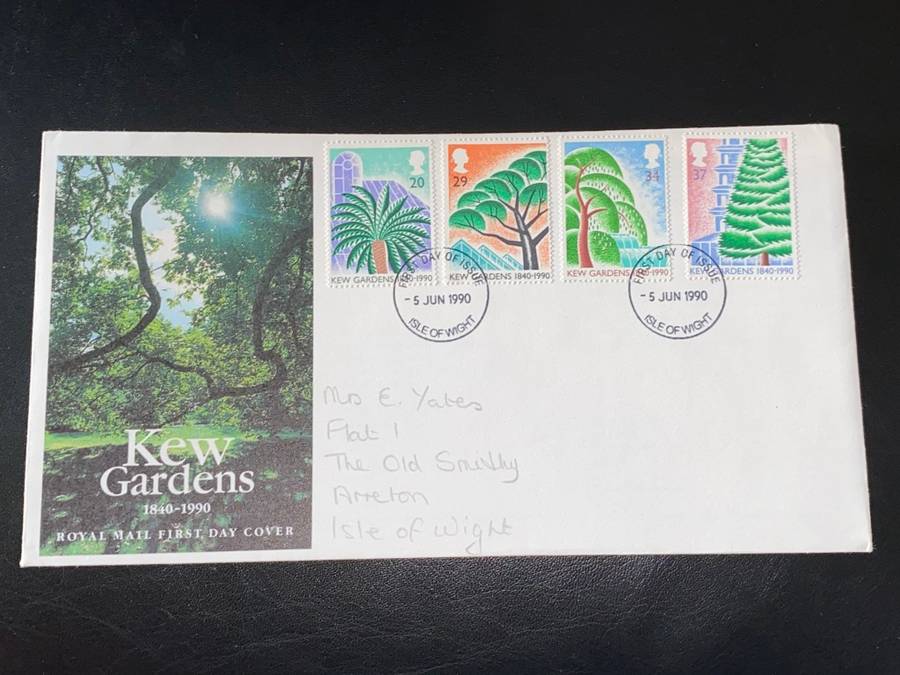 20
KEW GARDENS 1840-1990
29
KEW GARDENS 1840-1990
34
KEW GARDENS 1840-1990
37
KEW GARDENS 1840-1990
FIRST DAY OF ISSUE
- 5 JUN 1990
ISLE OF WIGHT
FIRST DAY OF ISSUE
- 5 JUN 1990
ISLE OF WIGHT
Mrs E. Yates
Flat 1
The Old Smithy
Arreton
Isle of Wight
Kew
Gardens
1840-1990
ROYAL MAIL FIRST DAY COVER